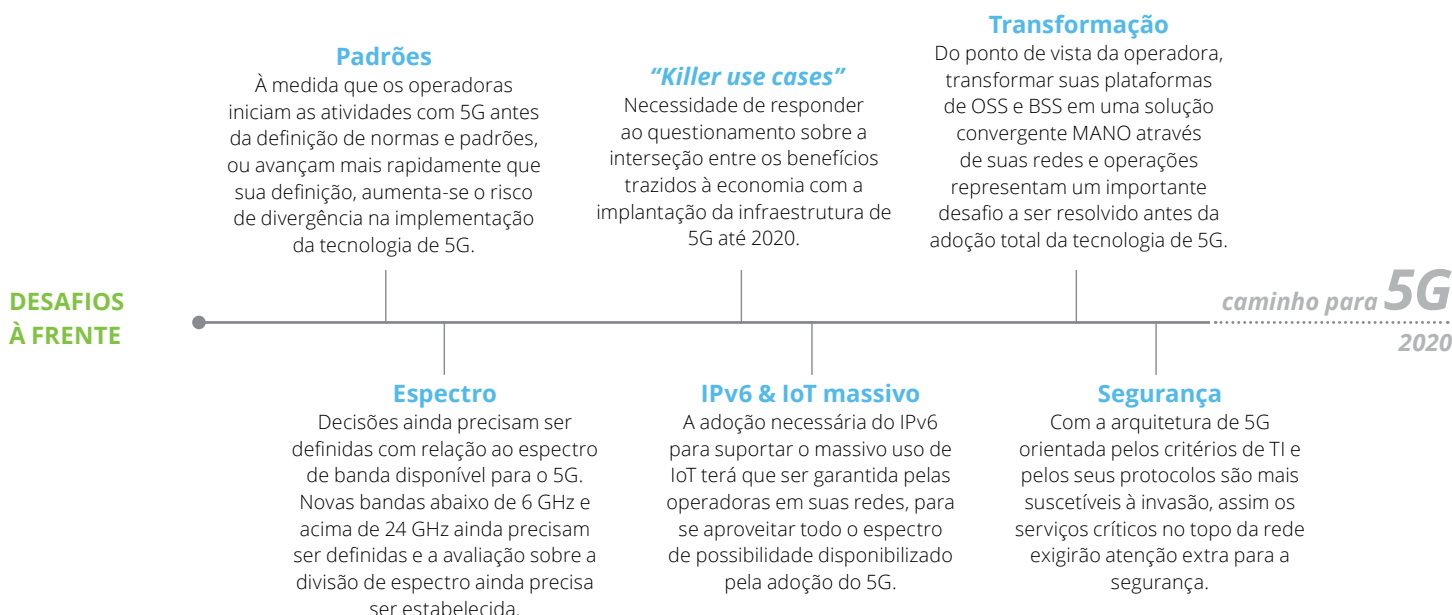 Padrões
À medida que os operadoras
iniciam as atividades com 5G antes
da definição de normas e padrões,
ou avançam mais rapidamente que
sua definição, aumenta-se o risco
de divergência na implementação
da tecnologia de 5G.
“Killer use cases”
Necessidade de responder
ao questionamento sobre a
interseção entre os benefícios
trazidos à economia com a
implantação da infraestrutura de
5G até 2020.
Transformação
Do ponto de vista da operadora,
transformar suas plataformas
de OSS e BSS em uma solução
convergente MANO através
de suas redes e operações
representam um importante
desafio a ser resolvido antes da
adoção total da tecnologia de 5G.
DESAFIOS
À FRENTE
caminho para 5G
2020
Espectro
Decisões ainda precisam ser
definidas com relação ao espectro
de banda disponível para o 5G.
Novas bandas abaixo de 6 GHz e
acima de 24 GHz ainda precisam
ser definidas e a avaliação sobre a
divisão de espectro ainda precisa
ser estabelecida.
IPv6 & IoT massivo
A adoção necessária do IPv6
para suportar o massivo uso de
IoT terá que ser garantida pelas
operadoras em suas redes, para
se aproveitar todo o espectro
de possibilidade disponibilizado
pela adoção do 5G.
Segurança
Com a arquitetura de 5G
orientada pelos critérios de TI e
pelos seus protocolos são mais
suscetíveis à invasão, assim os
serviços críticos no topo da rede
exigirão atenção extra para a
segurança.